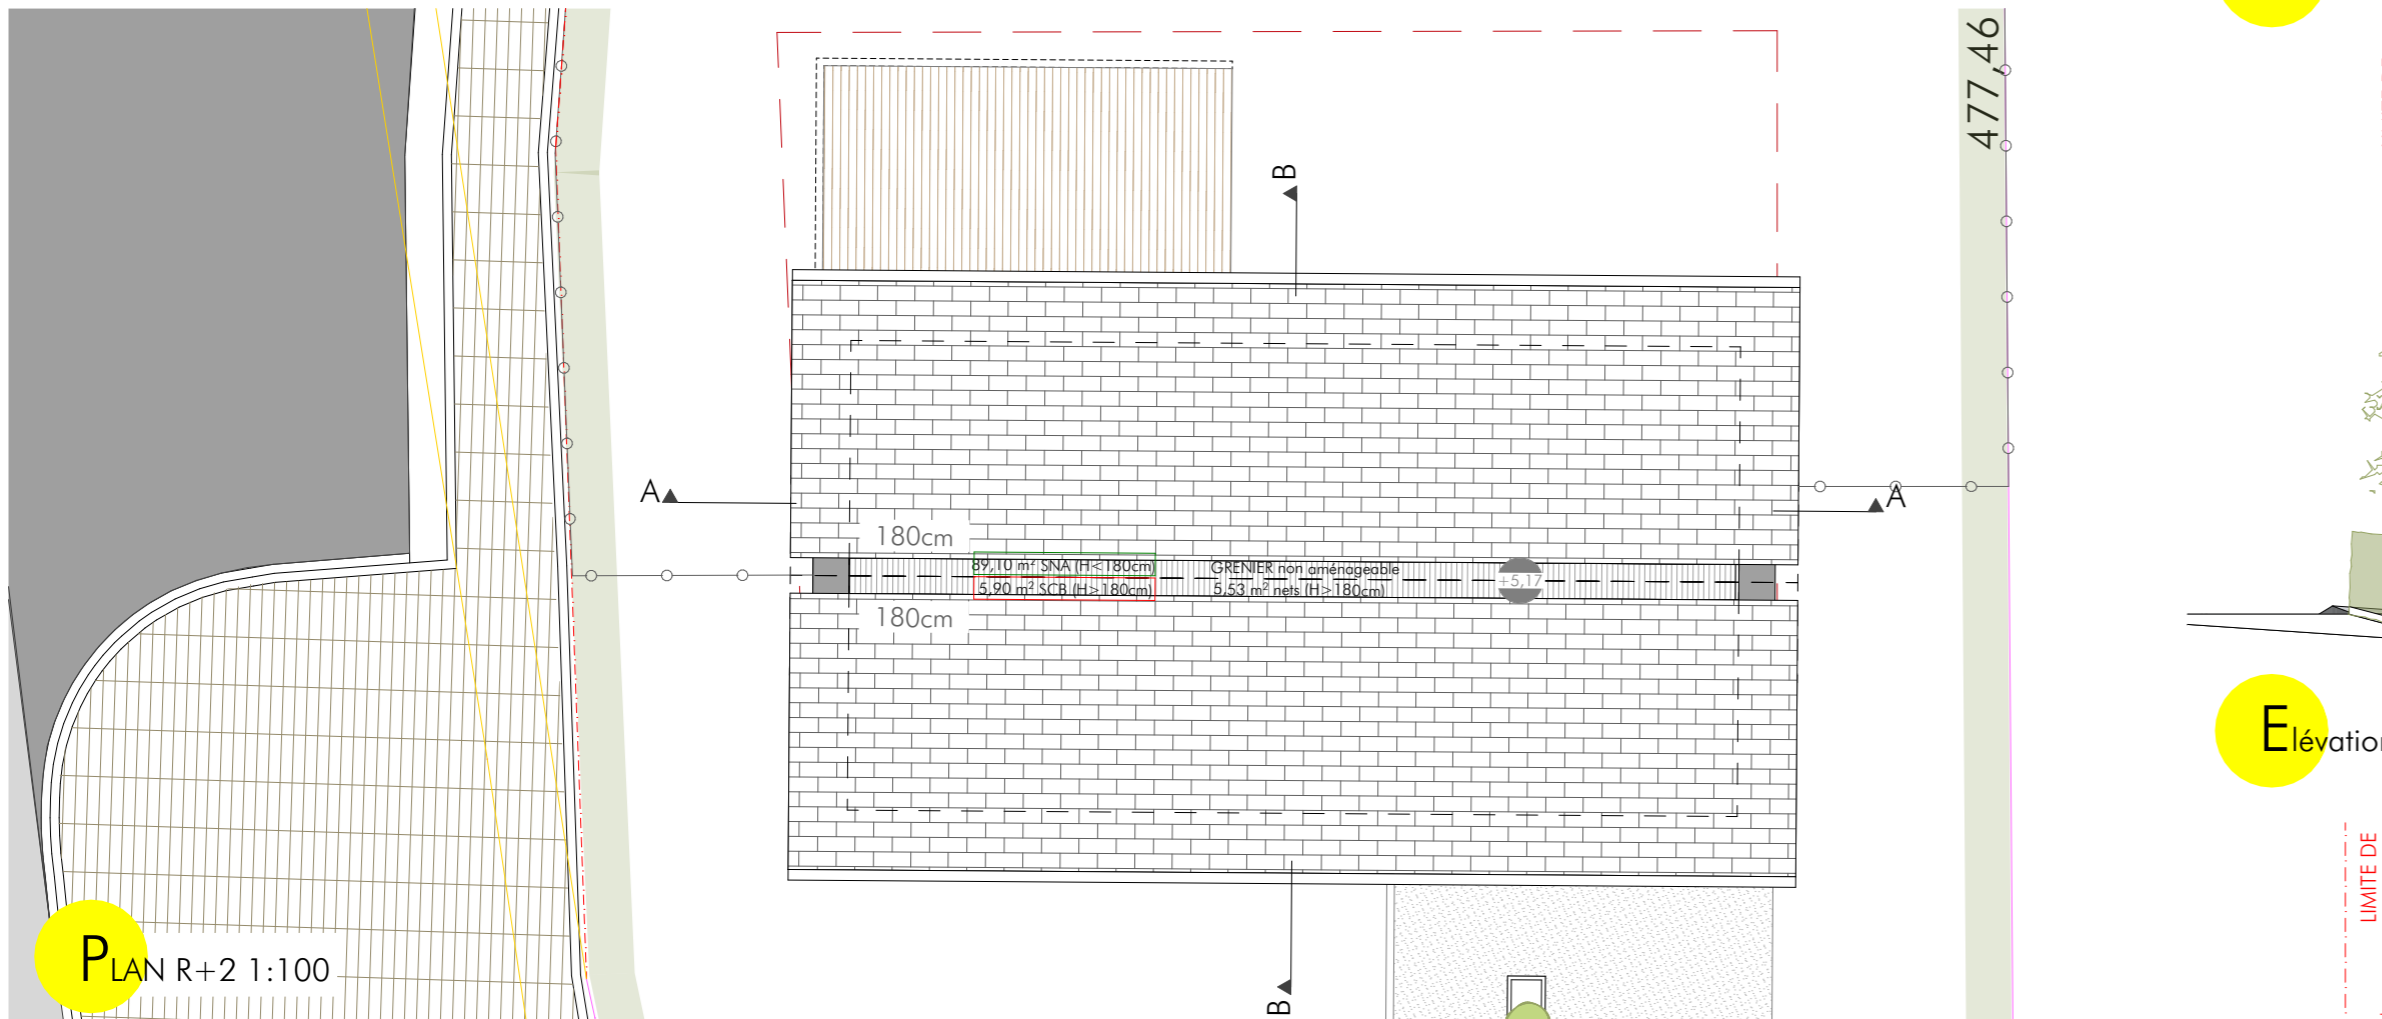 477,46
B
A
A
180cm
89,10 m² SNA (H<180cm)
5,90 m² SCB (H>180cm)
GRENIER non aménageable
5,53 m² nets (H>180cm)
+5,17
180cm
B
PLAN R+2 1:100
Elévation
LIMITE DE